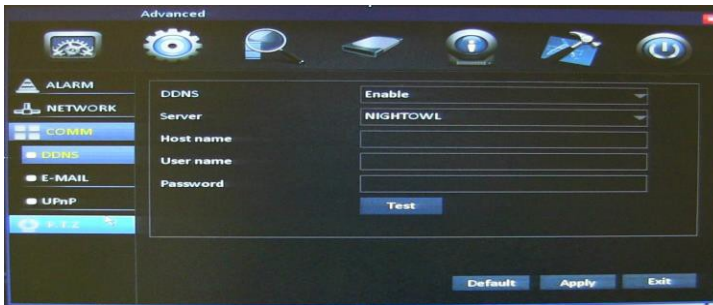 Advanced
ALARM
NETWORK
COMM
DDNS
E-MAIL
UPnP
P.T.Z
DDNS Enable
Server NIGHTOWL
Host name
User name
Password
Test
Default Apply Exit